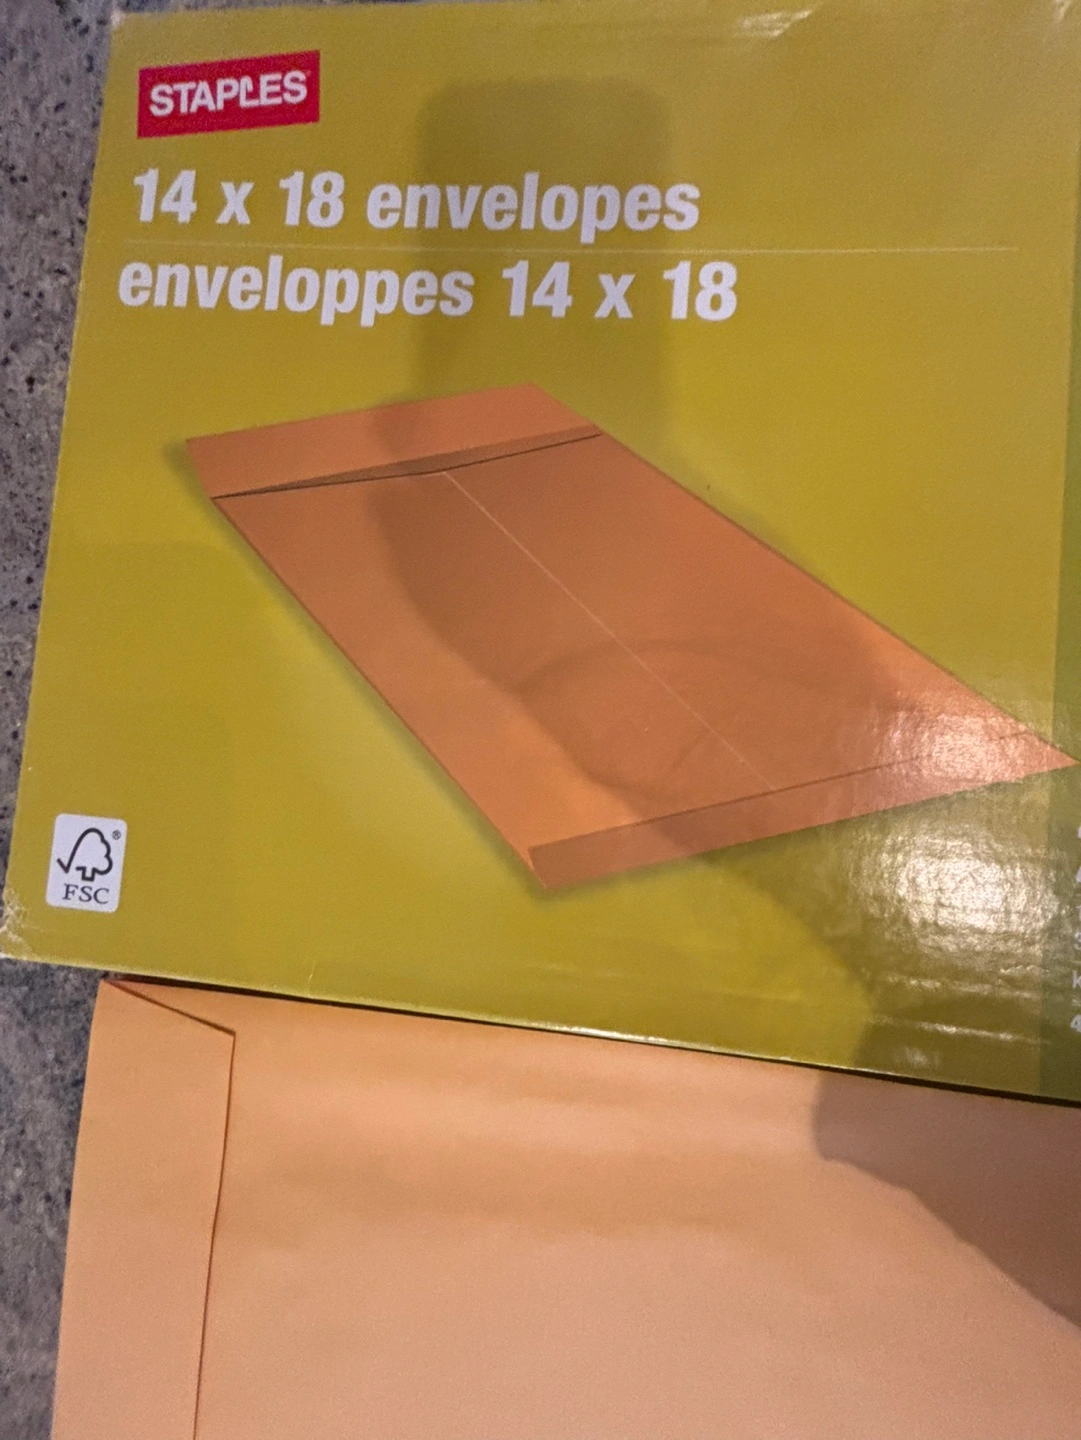 STAPLES
14 x 18 envelopes
enveloppes 14 x 18
®
FSC